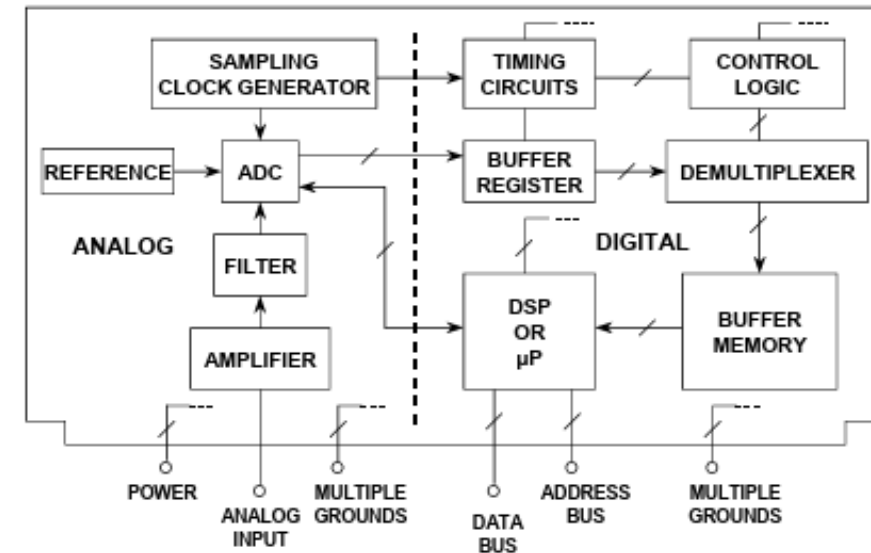 SAMPLING
CLOCK GENERATOR
TIMING
CIRCUITS
CONTROL
LOGIC
REFERENCE
ADC
BUFFER
REGISTER
DEMULTIPLEXER
ANALOG
DIGITAL
FILTER
DSP
OR
μP
BUFFER
MEMORY
AMPLIFIER
POWER
ANALOG
INPUT
MULTIPLE
GROUNDS
DATA
BUS
ADDRESS
BUS
MULTIPLE
GROUNDS